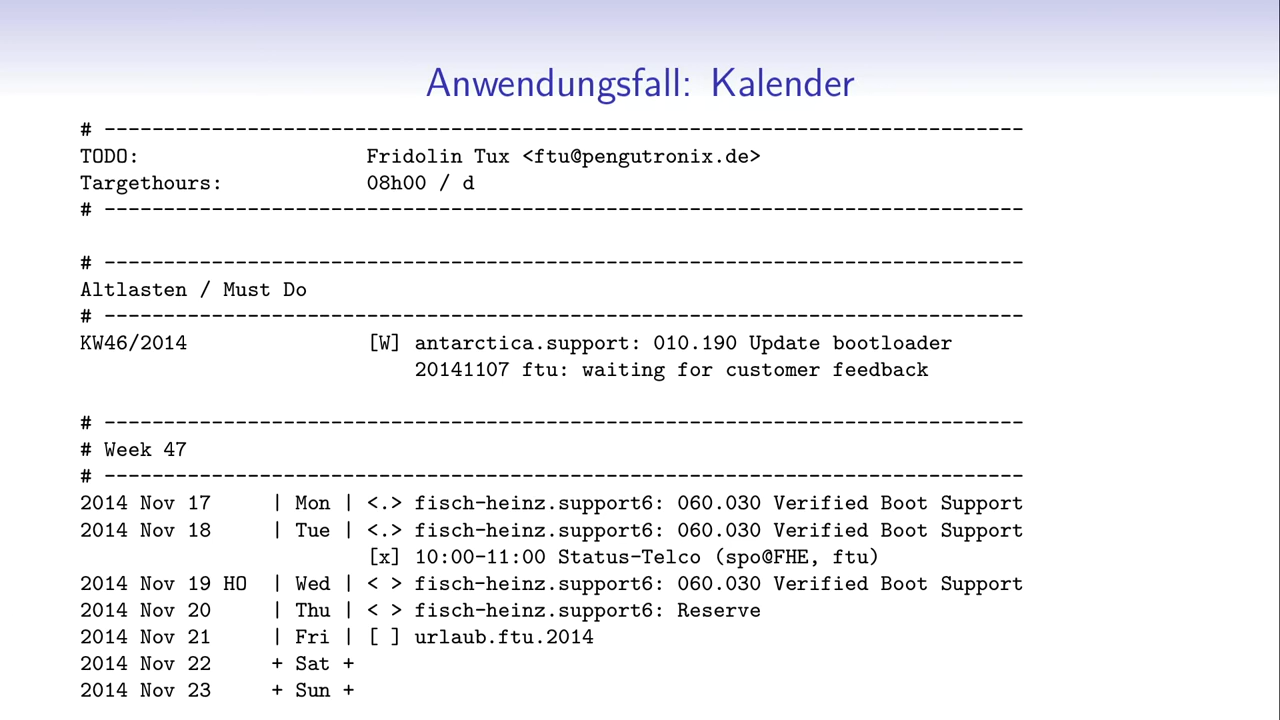 Anwendungsfall: Kalender
# -----------------------------------------------------------------------------
TODO:                   Fridolin Tux <ftu@pengutronix.de>
Targethours:            08h00 / d
# -----------------------------------------------------------------------------
# -----------------------------------------------------------------------------
Altlasten / Must Do
# -----------------------------------------------------------------------------
KW46/2014               [W] antarctica.support: 010.190 Update bootloader
                            20141107 ftu: waiting for customer feedback
# -----------------------------------------------------------------------------
# Week 47
# -----------------------------------------------------------------------------
2014 Nov 17     | Mon | <.> fisch-heinz.support6: 060.030 Verified Boot Support
2014 Nov 18     | Tue | <.> fisch-heinz.support6: 060.030 Verified Boot Support
                        [x] 10:00-11:00 Status-Telco (spo@FHE, ftu)
2014 Nov 19 HO  | Wed | < > fisch-heinz.support6: 060.030 Verified Boot Support
2014 Nov 20     | Thu | < > fisch-heinz.support6: Reserve
2014 Nov 21     | Fri | [ ] urlaub.ftu.2014
2014 Nov 22     + Sat +
2014 Nov 23     + Sun +